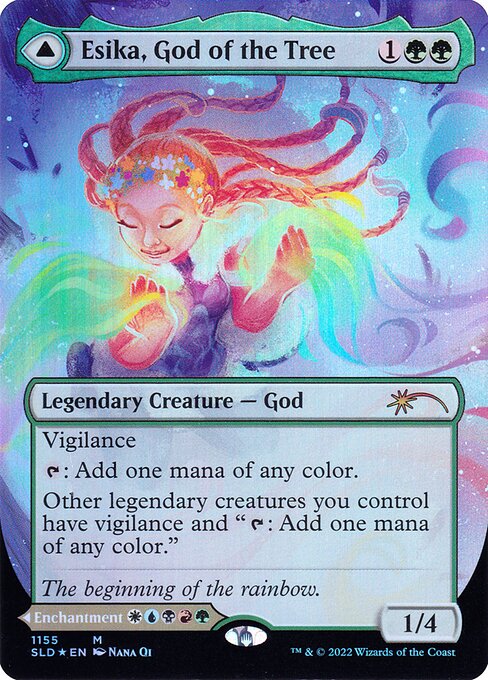 Esika, God of the Tree 1
Legendary Creature — God
Vigilance
: Add one mana of any color.
Other legendary creatures you control
have vigilance and “ : Add one mana
of any color.”
The beginning of the rainbow.
Enchantment
1/4
1155 M
SLD ★ EN Nana Qi
™ & © 2022 Wizards of the Coast